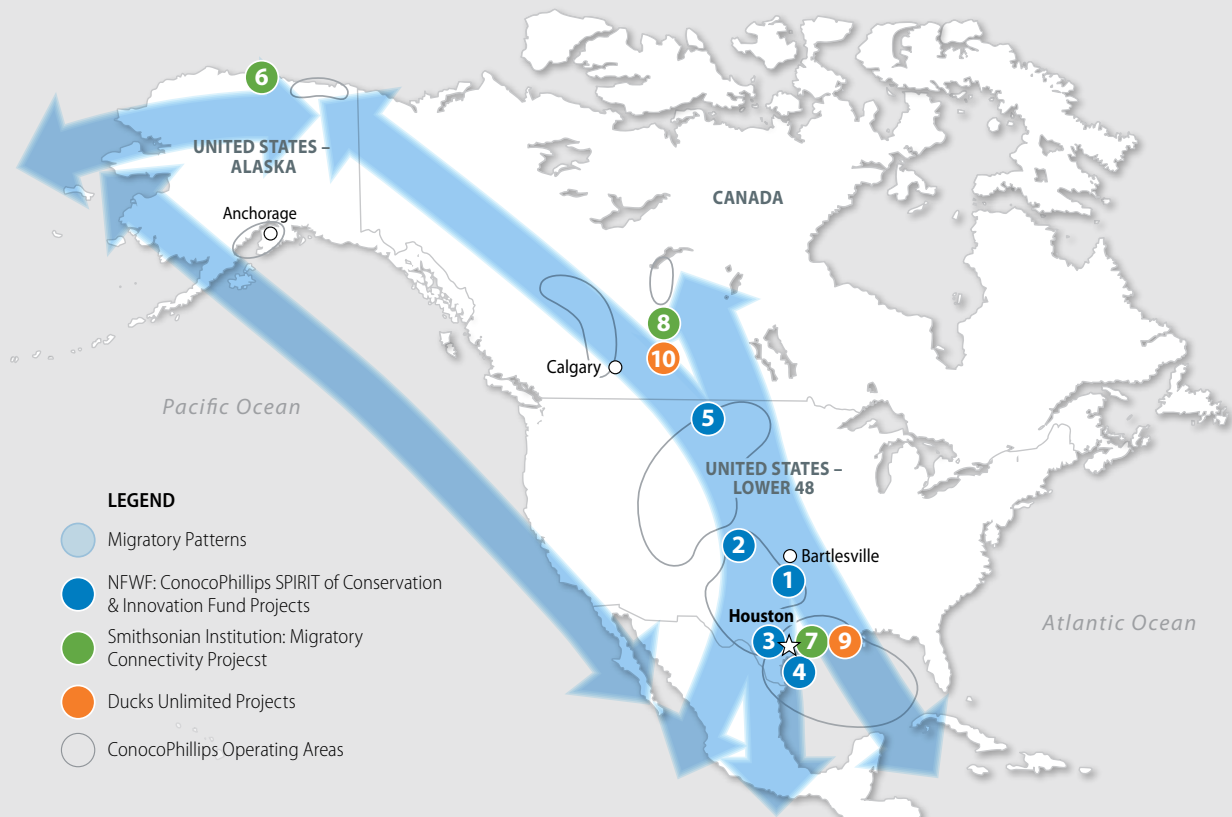 6
UNITED STATES –
ALASKA
CANADA
Anchorage
8
10
Calgary
Pacific Ocean
5
UNITED STATES –
LOWER 48
2
Bartlesville
1
Houston
3
7
9
4
Atlantic Ocean
LEGEND
Migratory Patterns
NFWF: ConocoPhillips SPIRIT of Conservation
& Innovation Fund Projects
Smithsonian Institution: Migratory
Connectivity Projecst
Ducks Unlimited Projects
ConocoPhillips Operating Areas